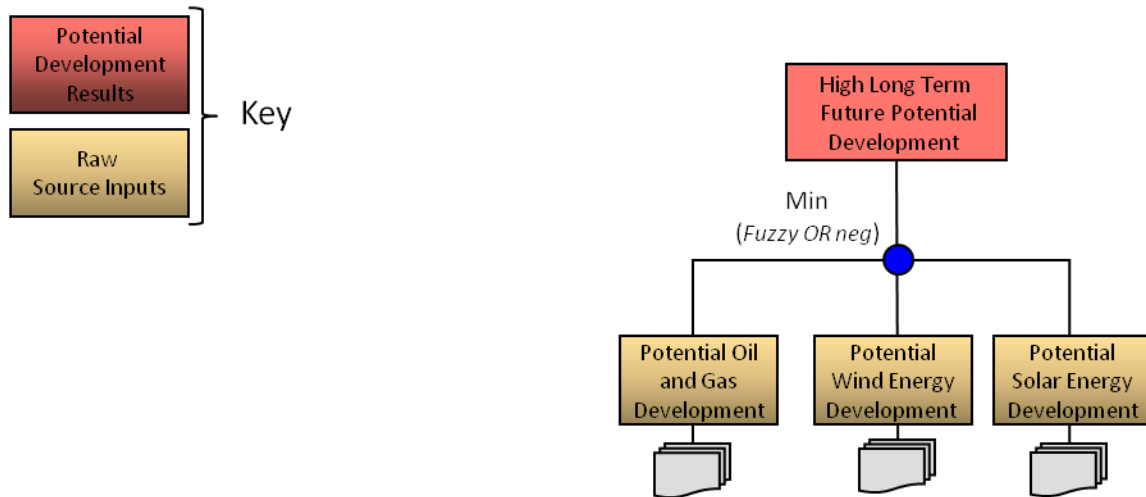 Potential
Development
Results
Key
Raw
Source Inputs
High Long Term
Future Potential
Development
Min
(Fuzzy OR neg)
Potential Oil
and Gas
Development
Potential
Wind Energy
Development
Potential
Solar Energy
Development